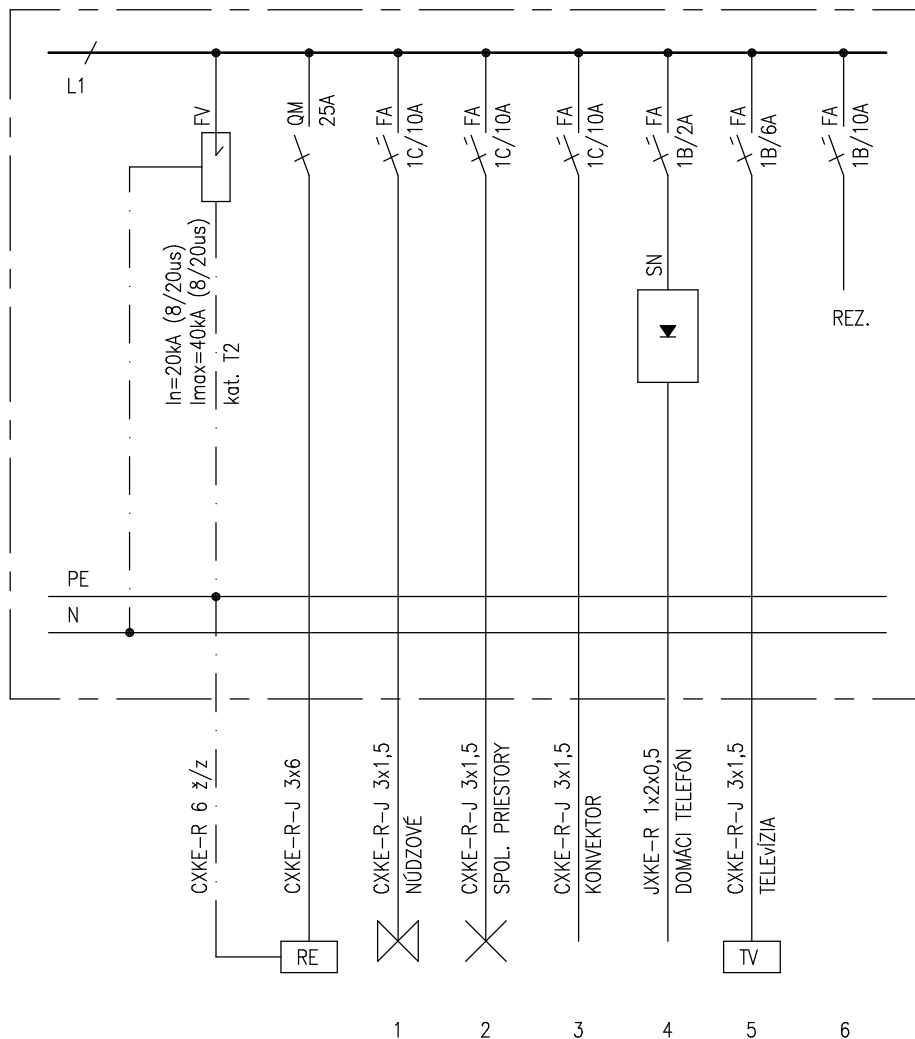 L1
FV
QM
25A
FA
1C/10A
FA
1C/10A
FA
1C/10A
FA
1B/2A
FA
1B/6A
FA
1B/10A
In=20kA (8/20us)
Imax=40kA (8/20us)
kat. T2
SN
REZ.
PE
N
CXKE-R 6 ž/z
CXKE-R-J 3x6
CXKE-R-J 3x1,5
NÚDZOVÉ
CXKE-R-J 3x1,5
SPOL. PRIESTORY
CXKE-R-J 3x1,5
KONVEKTOR
JXKE-R 1x2x0,5
DOMÁCI TELEFÓN
CXKE-R-J 3x1,5
TELEVÍZIA
RE
TV
1 2 3 4 5 6